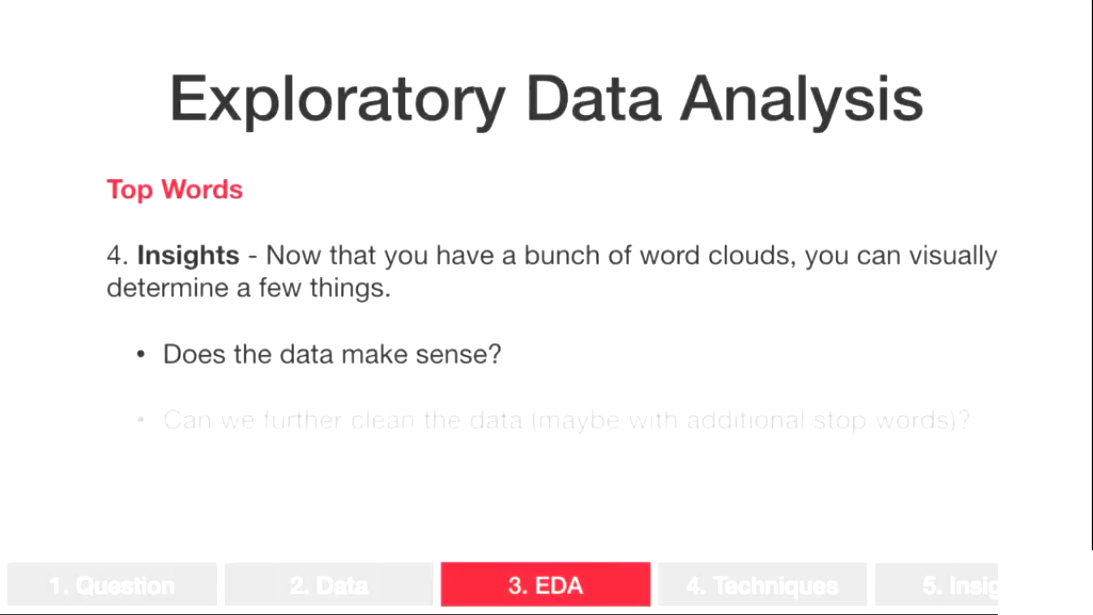 Exploratory Data Analysis
Top Words
4. Insights - Now that you have a bunch of word clouds, you can visually
determine a few things.
• Does the data make sense?
• Can we further clean the data (maybe with additional stop words)?
1. Question 2. Data 3. EDA 4. Techniques 5.